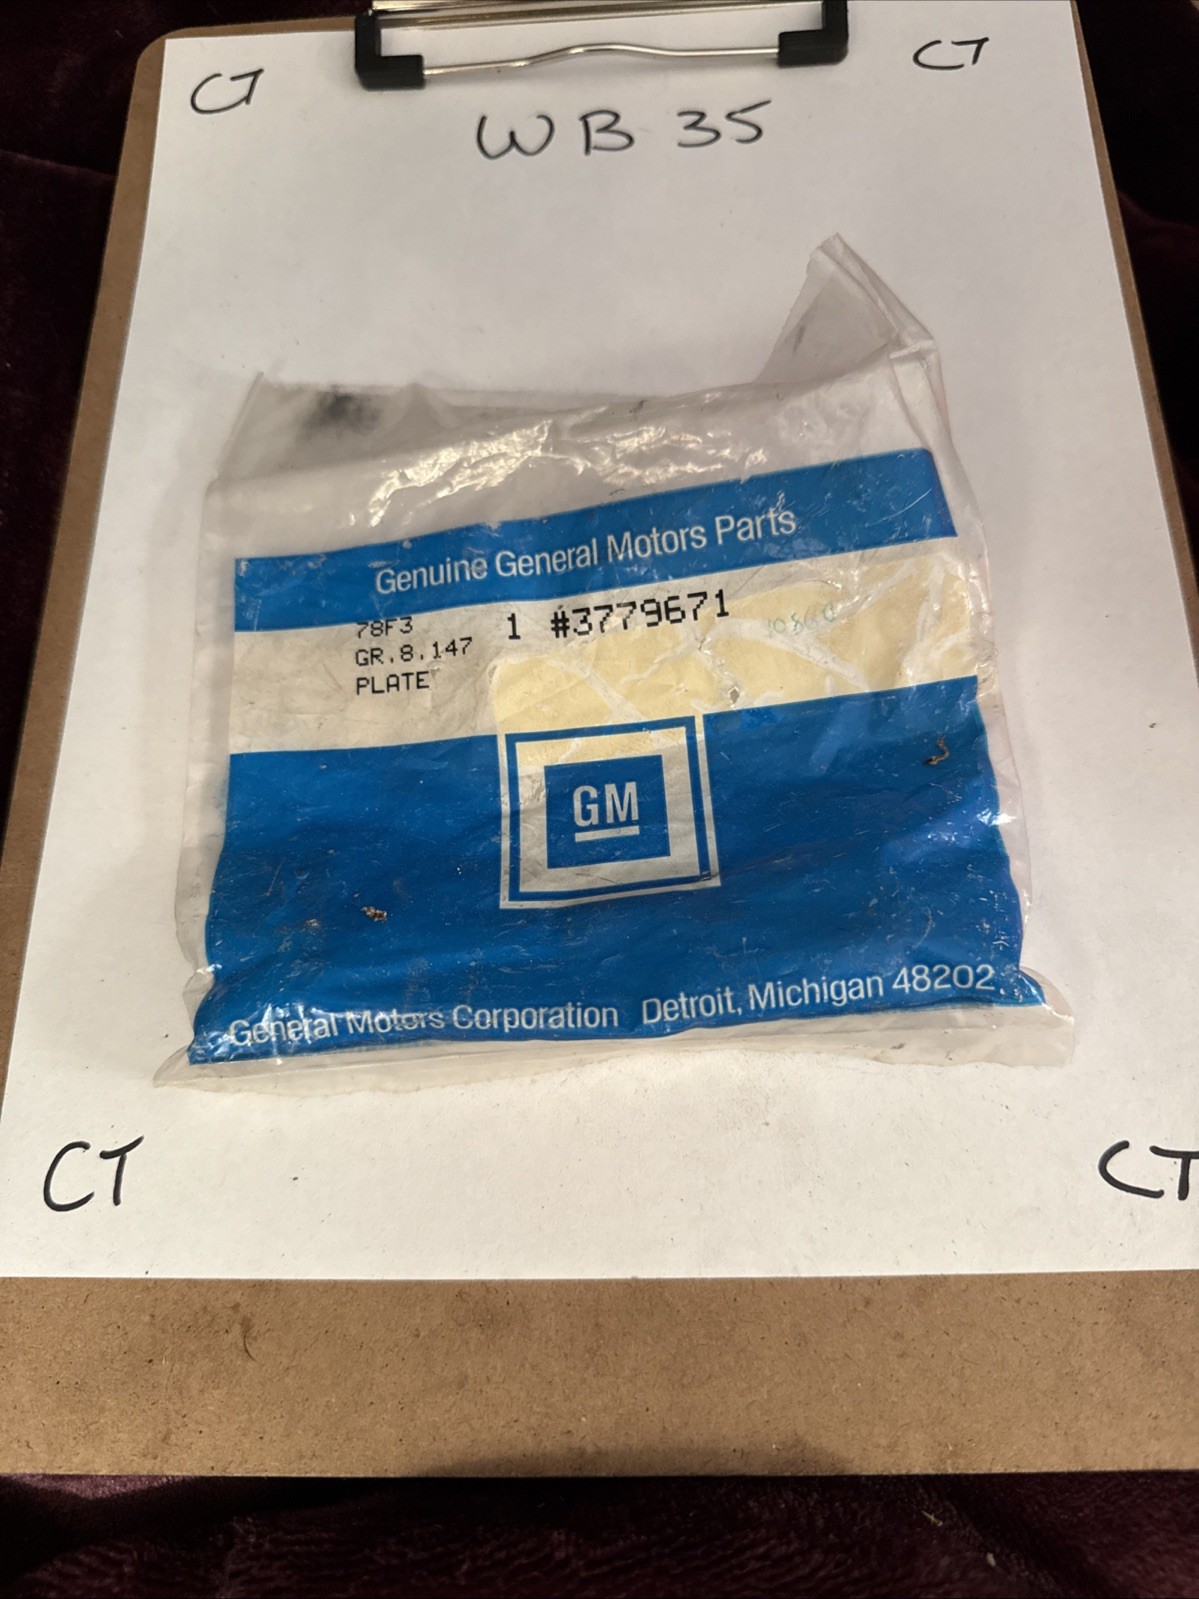 CT
CT
WB 35
Genuine General Motors Parts
78F3
1 #3779671
GR.8.147
PLATE
GM
General Motors Corporation Detroit, Michigan 48202
CT
CT